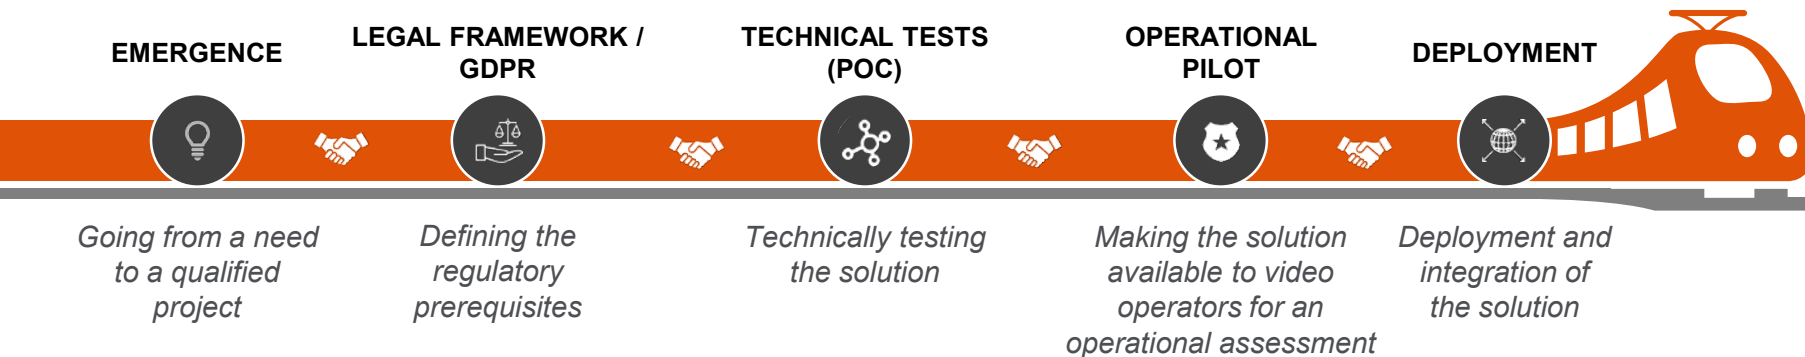 EMERGENCE
Going from a need
to a qualified
project
LEGAL FRAMEWORK /
GDPR
Defining the
regulatory
prerequisites
TECHNICAL TESTS
(POC)
Technically testing
the solution
OPERATIONAL
PILOT
Making the solution
available to video
operators for an
operational assessment
DEPLOYMENT
Deployment and
integration of
the solution